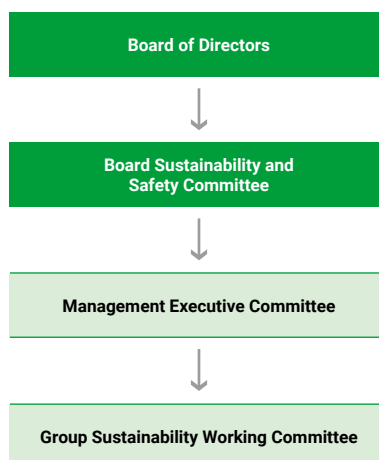 Board of Directors
Board Sustainability and
Safety Committee
Management Executive Committee
Group Sustainability Working Committee